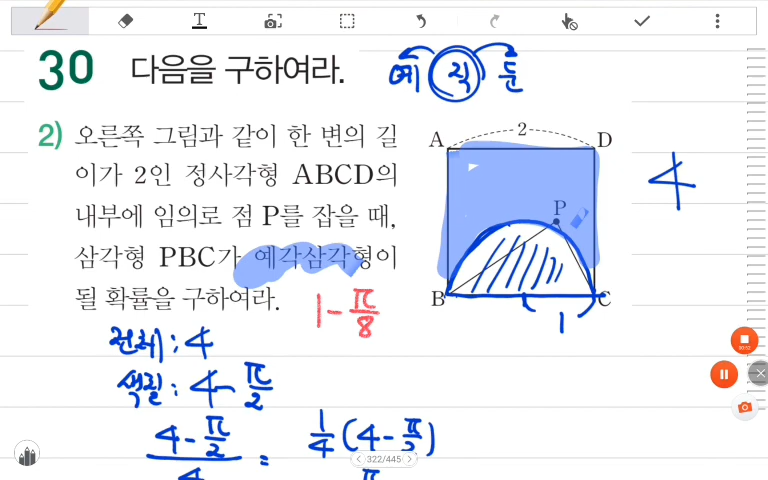 30 다음을 구하여라.
예 직 둔
2) 오른쪽 그림과 같이 한 변의 길
이가 2인 정사각형 ABCD의
내부에 임의로 점 P를 잡을 때,
삼각형 PBC가 예각삼각형이
될 확률을 구하여라.
1-π/8
A 2 D
P
B C
1
4
전체: 4
색칠: 4-π/2
(4-π/2)/4 = 1/4(4-π/2)
322/445